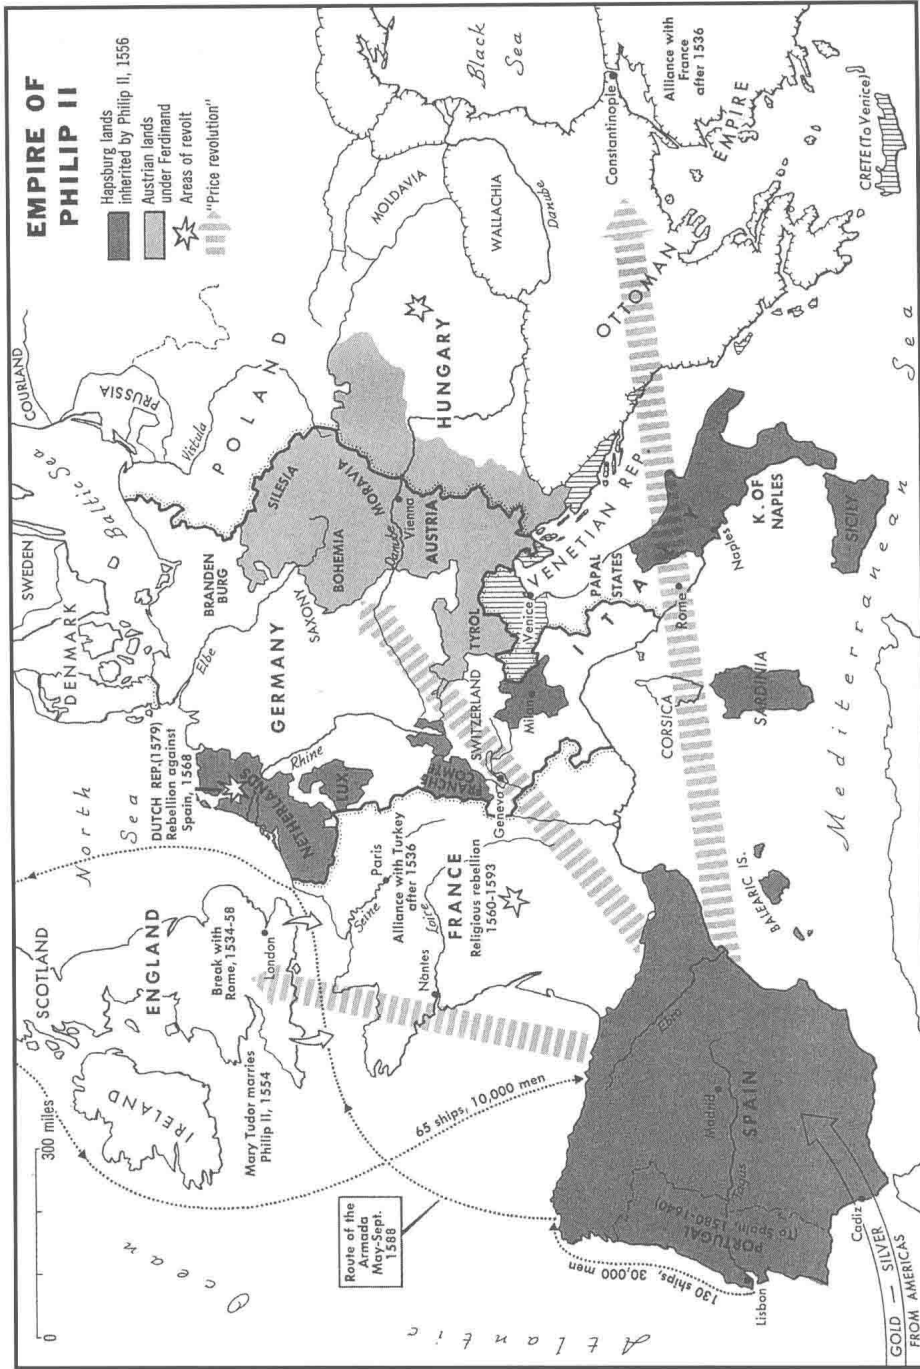 EMPIRE OF
PHILIP II
Hapsburg lands
inherited by Philip II, 1556
Austrian lands
under Ferdinand
Areas of revolt
"Price revolution"
0
300 miles
SCOTLAND
North
Sea
DENMARK
SWEDEN
Baltic Sea
COURLAND
PRUSSIA
IRELAND
ENGLAND
Break with
Rome, 1534-58
London
Mary Tudor marries
Philip II, 1554
DUTCH REP. (1579)
Rebellion against
Spain, 1568
NETHERLANDS
LUX.
Rhine
Elbe
BRANDEN
BURG
GERMANY
SAXONY
SILESIA
BOHEMIA
MORAVIA
Vistula
POLAND
Atlantic
Ocean
Route of the
Armada
May-Sept.
1588
65 ships, 10,000 men
130 ships, 30,000 men
Seine
Paris
Alliance with Turkey
after 1536
Nantes
Loire
FRANCE
Religious rebellion
1560-1593
FRANCHE
COMTÉ
Geneva
SWITZERLAND
TYROL
Danube
Vienna
AUSTRIA
HUNGARY
MOLDAVIA
WALLACHIA
Danube
Black
Sea
Milan
Venice
VENETIAN REP.
ITALY
PAPAL
STATES
Rome
CORSICA
SARDINIA
Naples
K. OF
NAPLES
SICILY
OTTOMAN
EMPIRE
Constantinople
Alliance with
France
after 1536
CRETE (To Venice)
Mediterranean Sea
BALEARIC IS.
Ebro
Madrid
SPAIN
Tagus
PORTUGAL
(To Spain
1580-1640)
Lisbon
Cadiz
GOLD — SILVER
FROM AMERICAS